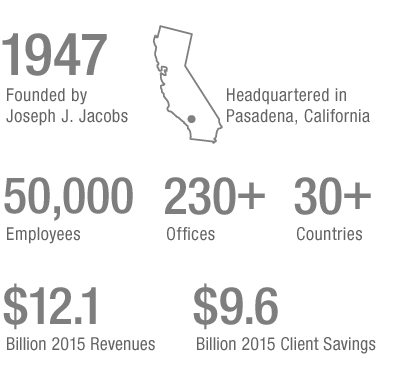 1947
Founded by
Joseph J. Jacobs
Headquartered in
Pasadena, California
50,000
Employees
230+
Offices
30+
Countries
$12.1
Billion 2015 Revenues
$9.6
Billion 2015 Client Savings